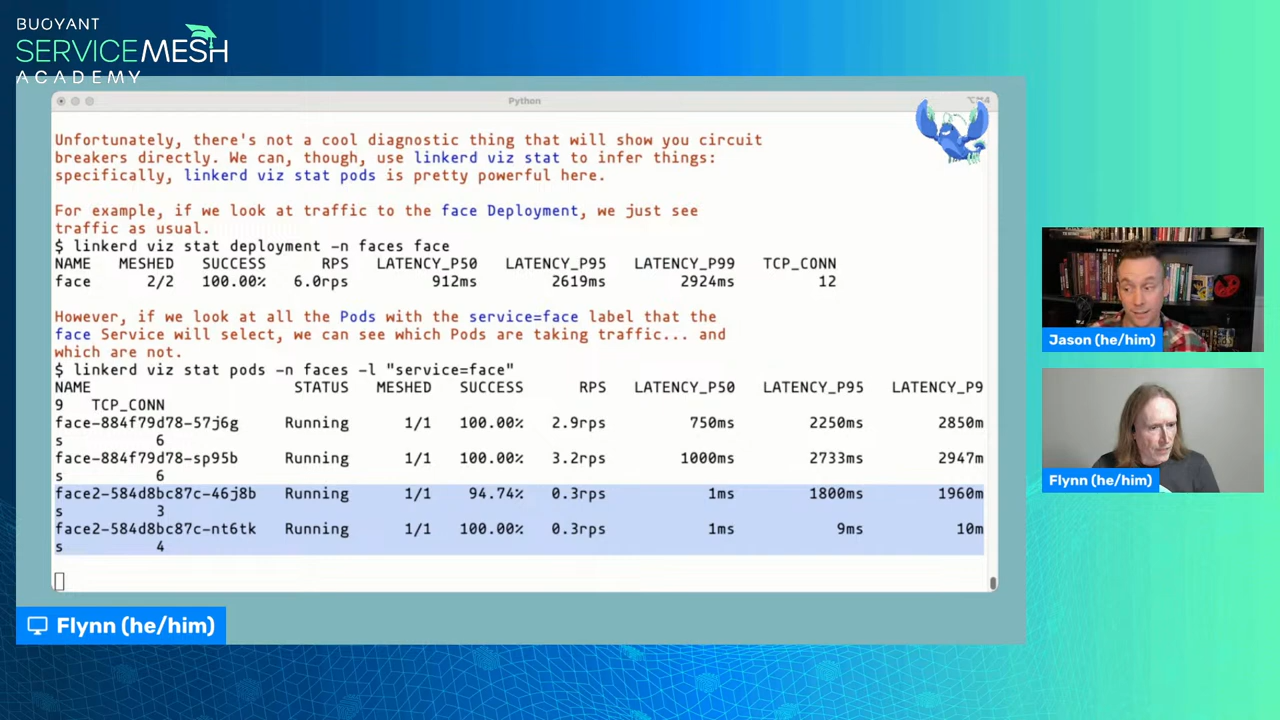 BUOYANT
SERVICEMESH
ACADEMY
Python
⌥⌘4
Unfortunately, there's not a cool diagnostic thing that will show you circuit
breakers directly. We can, though, use linkerd viz stat to infer things:
specifically, linkerd viz stat pods is pretty powerful here.
For example, if we look at traffic to the face Deployment, we just see
traffic as usual.
$ linkerd viz stat deployment -n faces face
NAME MESHED SUCCESS RPS LATENCY_P50 LATENCY_P95 LATENCY_P99 TCP_CONN
face 2/2 100.00% 6.0rps 912ms 2619ms 2924ms 12
However, if we look at all the Pods with the service=face label that the
face Service will select, we can see which Pods are taking traffic... and
which are not.
$ linkerd viz stat pods -n faces -l "service=face"
NAME STATUS MESHED SUCCESS RPS LATENCY_P50 LATENCY_P95 LATENCY_P9
9 TCP_CONN
face-884f79d78-57j6g Running 1/1 100.00% 2.9rps 750ms 2250ms 2850m
s 6
face-884f79d78-sp95b Running 1/1 100.00% 3.2rps 1000ms 2733ms 2947m
s 6
face2-584d8bc87c-46j8b Running 1/1 94.74% 0.3rps 1ms 1800ms 1960m
s 3
face2-584d8bc87c-nt6tk Running 1/1 100.00% 0.3rps 1ms 9ms 10m
s 4
Jason (he/him)
Flynn (he/him)
Flynn (he/him)